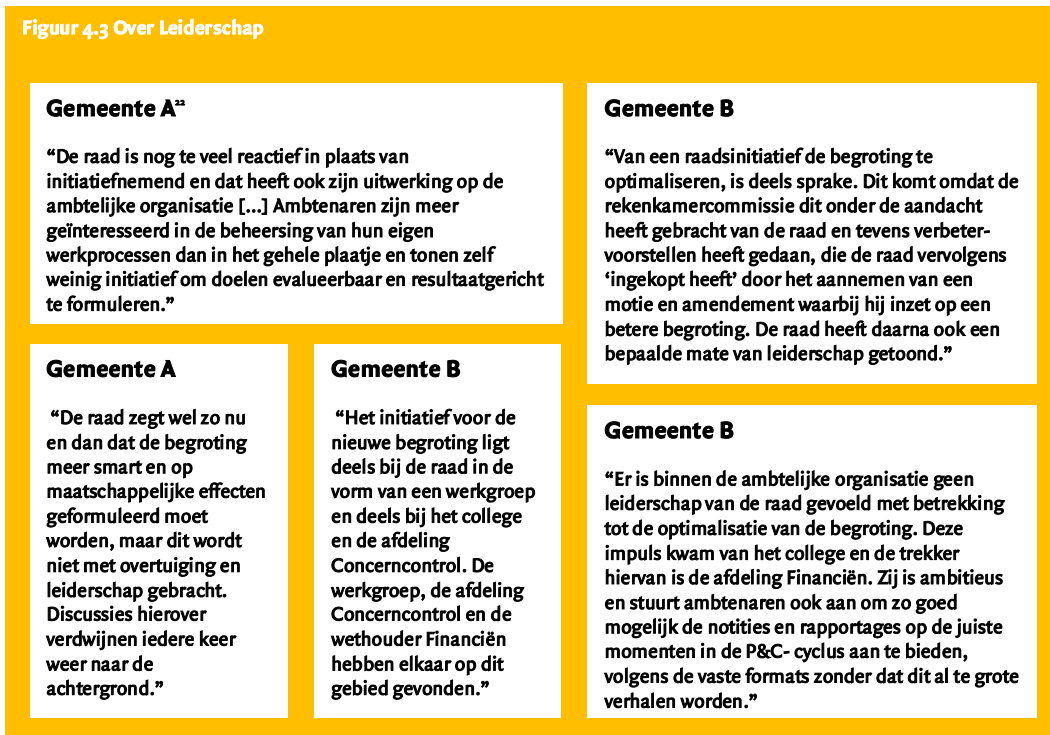 Figuur 4.3 Over Leiderschap
Gemeente A²²
“De raad is nog te veel reactief in plaats van
initiatiefnemend en dat heeft ook zijn uitwerking op de
ambtelijke organisatie [...] Ambtenaren zijn meer
geïnteresseerd in de beheersing van hun eigen
werkprocessen dan in het gehele plaatje en tonen zelf
weinig initiatief om doelen evalueerbaar en resultaatgericht
te formuleren.”
Gemeente B
“Van een raadsinitiatief de begroting te
optimaliseren, is deels sprake. Dit komt omdat de
rekenkamercommissie dit onder de aandacht
heeft gebracht van de raad en tevens verbeter-
voorstellen heeft gedaan, die de raad vervolgens
‘ingekopt heeft’ door het aannemen van een
motie en amendement waarbij hij inzet op een
betere begroting. De raad heeft daarna ook een
bepaalde mate van leiderschap getoond.”
Gemeente A
“De raad zegt wel zo nu
en dan dat de begroting
meer smart en op
maatschappelijke effecten
geformuleerd moet
worden, maar dit wordt
niet met overtuiging en
leiderschap gebracht.
Discussies hierover
verdwijnen iedere keer
weer naar de
achtergrond.”
Gemeente B
“Het initiatief voor de
nieuwe begroting ligt
deels bij de raad in de
vorm van een werkgroep
en deels bij het college
en de afdeling
Concerncontrol. De
werkgroep, de afdeling
Concerncontrol en de
wethouder Financiën
hebben elkaar op dit
gebied gevonden.”
Gemeente B
“Er is binnen de ambtelijke organisatie geen
leiderschap van de raad gevoeld met betrekking
tot de optimalisatie van de begroting. Deze
impuls kwam van het college en de trekker
hiervan is de afdeling Financiën. Zij is ambitieus
en stuurt ambtenaren ook aan om zo goed
mogelijk de notities en rapportages op de juiste
momenten in de P&C- cyclus aan te bieden,
volgens de vaste formats zonder dat dit al te grote
verhalen worden.”